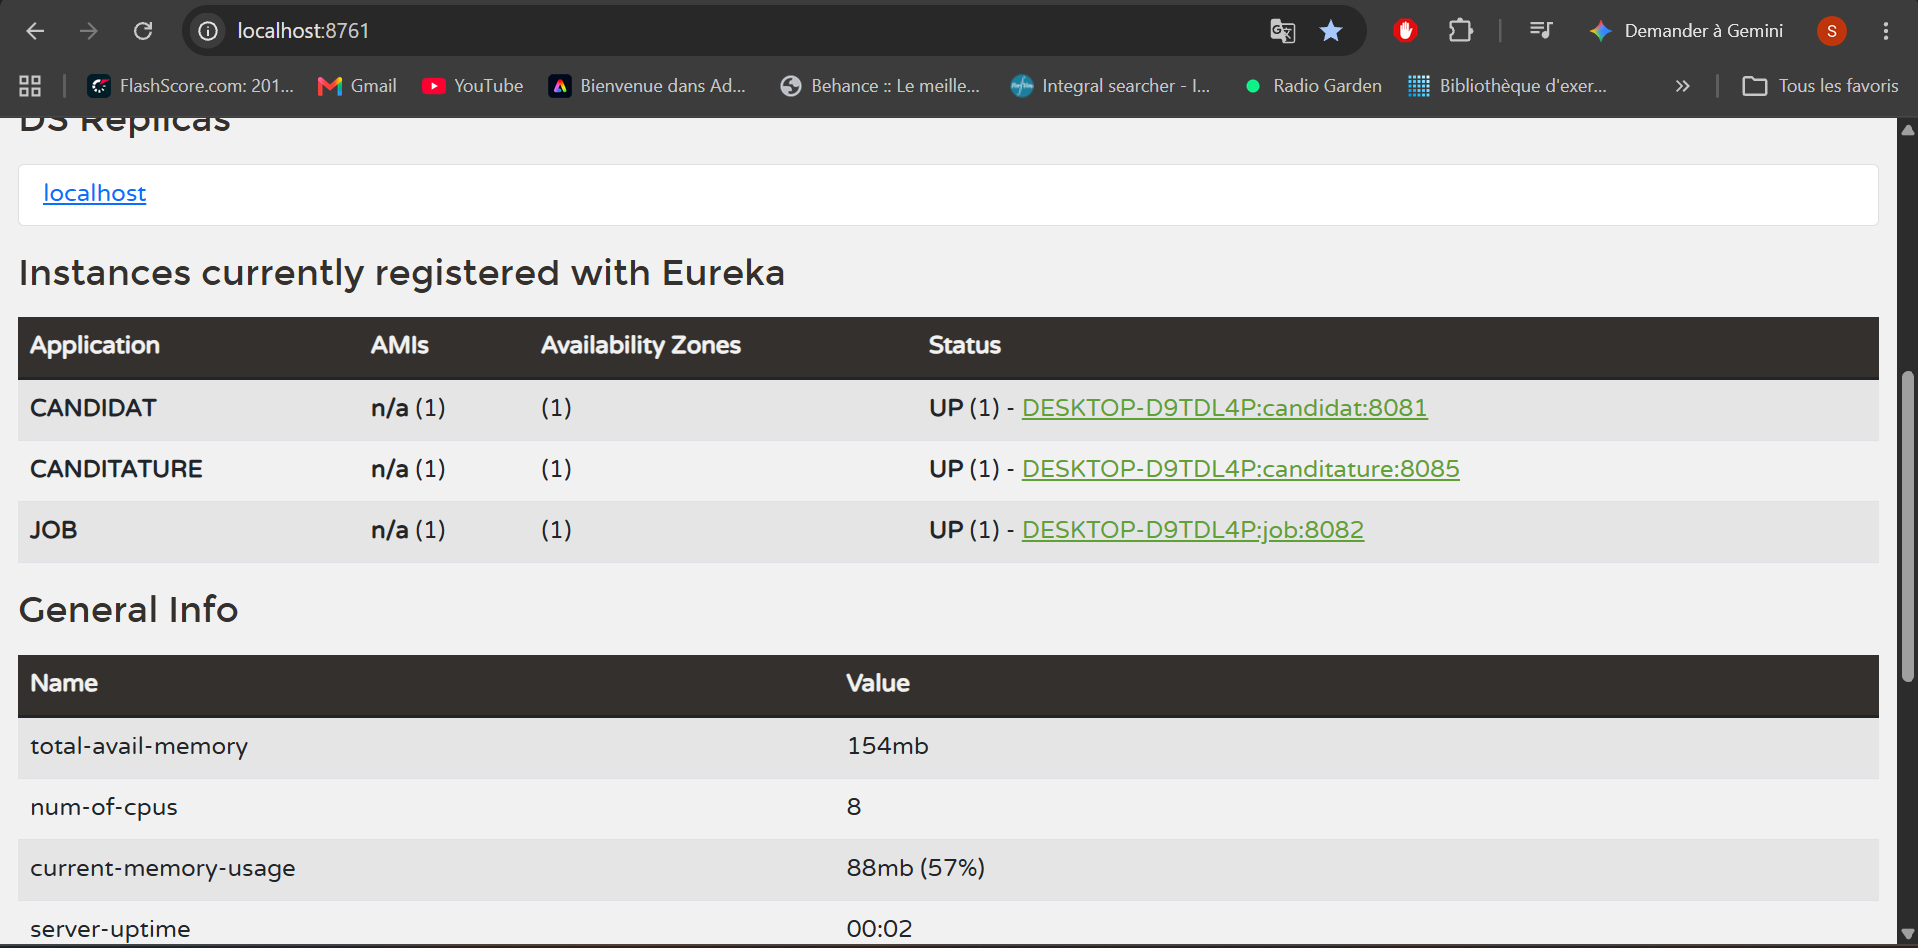 localhost:8761
Demander à Gemini
S
FlashScore.com: 201...
Gmail
YouTube
Bienvenue dans Ad...
Behance :: Le meille...
Integral searcher - I...
Radio Garden
Bibliothèque d'exer...
Tous les favoris
DS Replicas
localhost
Instances currently registered with Eureka
Application AMIs Availability Zones Status
CANDIDAT n/a (1) (1) UP (1) - DESKTOP-D9TDL4P:candidat:8081
CANDITATURE n/a (1) (1) UP (1) - DESKTOP-D9TDL4P:canditature:8085
JOB n/a (1) (1) UP (1) - DESKTOP-D9TDL4P:job:8082
General Info
Name Value
total-avail-memory 154mb
num-of-cpus 8
current-memory-usage 88mb (57%)
server-uptime 00:02